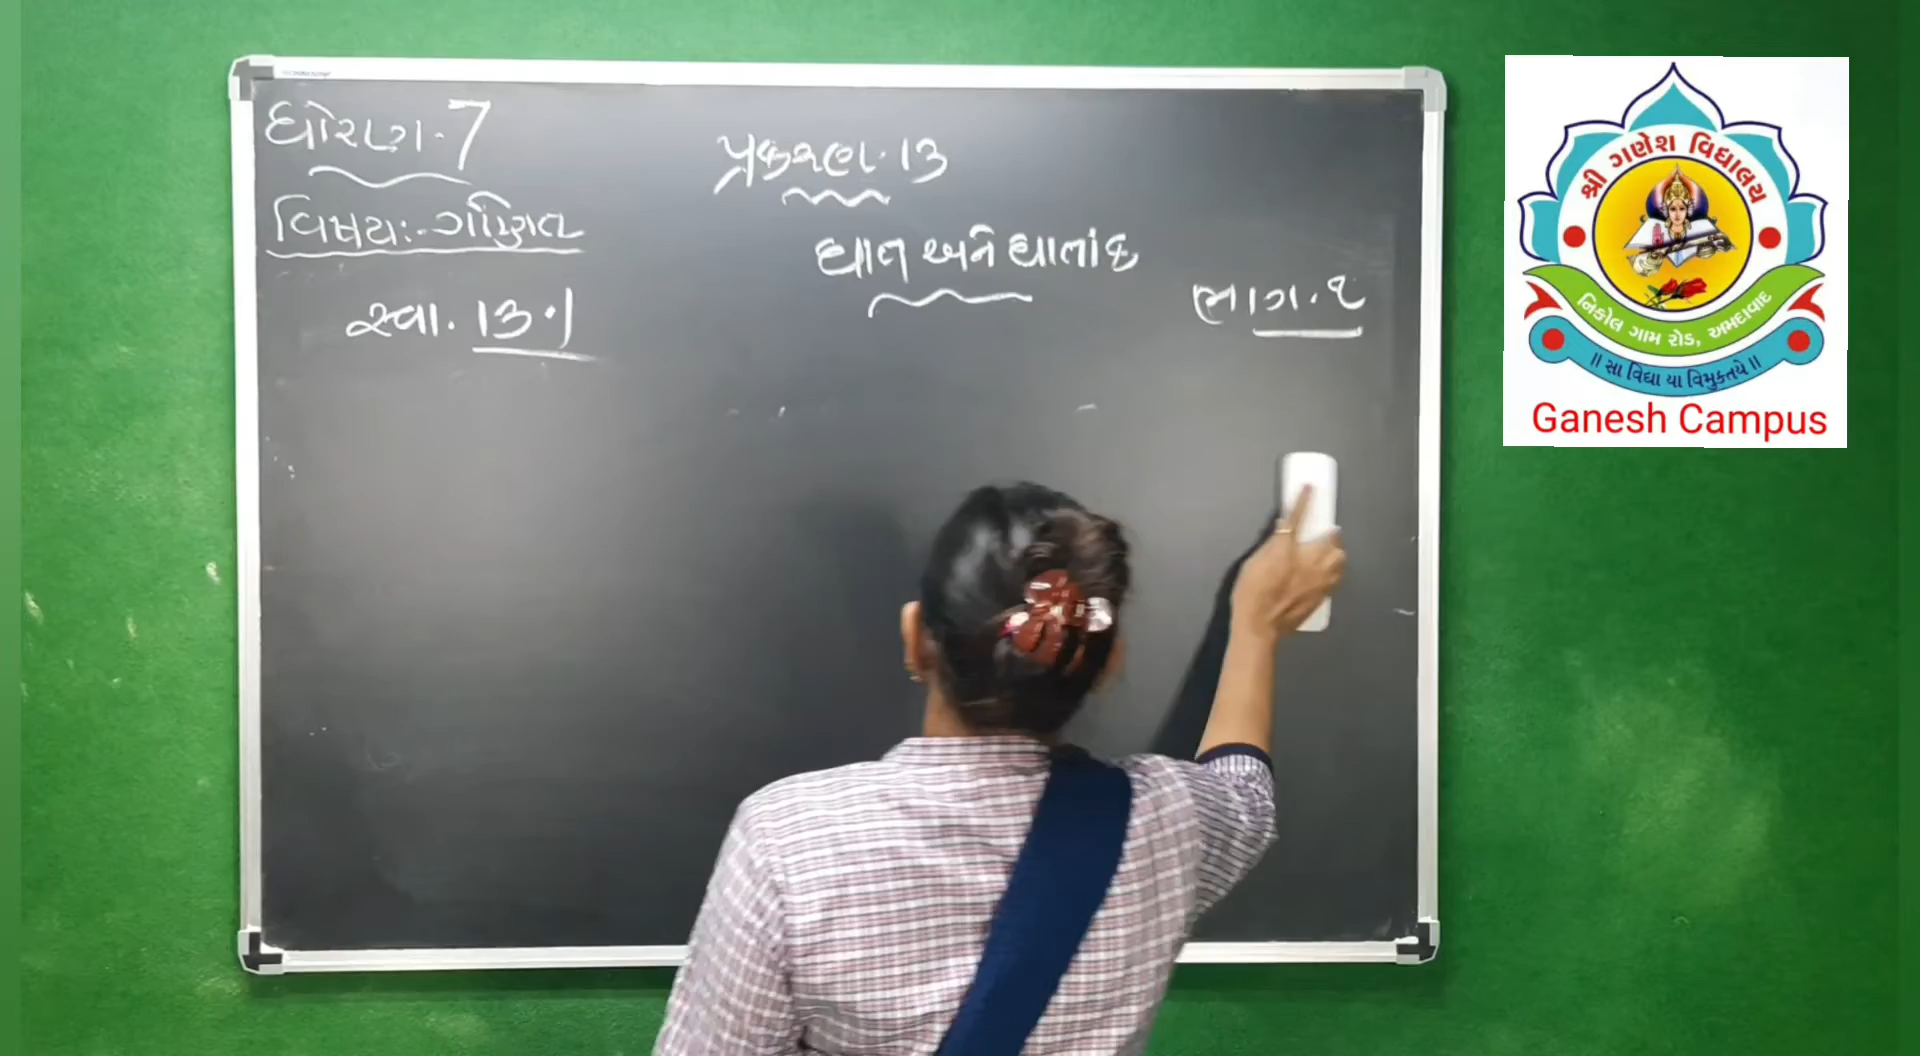 ધોરણ.7
પ્રકરણ.13
વિષય:-ગણિત
ઘાત અને ઘાતાંક
સ્વા. 13.1
ભાગ.૨
શ્રી ગણેશ વિદ્યાલય
નિકોલ ગામ રોડ, અમદાવાદ
॥ સા વિદ્યા યા વિમુક્તયે ॥
Ganesh Campus